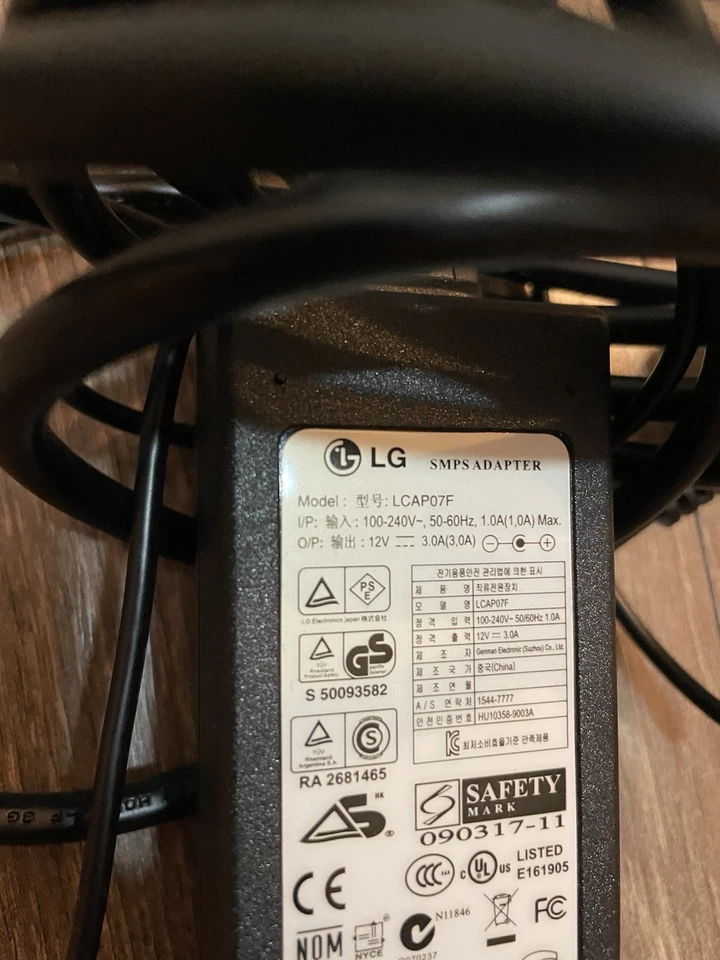 LG SMPS ADAPTER
Model : 型号: LCAP07F
I/P: 输入 : 100-240V~, 50-60Hz, 1.0A(1,0A) Max.
O/P: 输出 : 12V 3.0A(3,0A)
PS
E
LG Electronics japan 株式会社
TÜV
Rheinland
Product Safety
GS
geprüfte
Sicherheit
S 50093582
TÜV
Rheinland
Argentina S.A.
S
RA 2681465
전기용품안전 관리법에 의한 표시
제 품 명 직류전원장치
모 델 명 LCAP07F
정 격 입 력 100-240V~ 50/60Hz 1.0A
정 격 출 력 12V 3.0A
제 조 자 Genmao Electronic (Suzhou) Co., Ltd.
제 조 국 가 중국(China)
제 조 연 월
A / S 연 락 처 1544-7777
안 전 인 증 번 호 HU10358-9003A
최저소비효율기준 만족제품
HK
S
®
SAFETY
MARK
090317-11
CE
CCC
c UL US LISTED
E161905
NOM
NYCE
®
N11846
FC